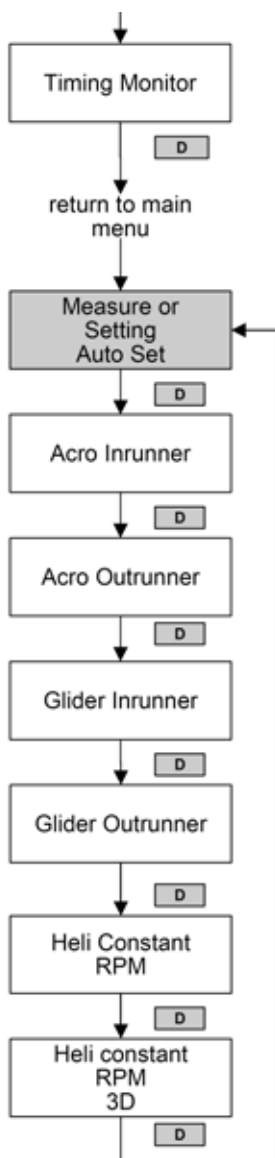 Timing Monitor
D
return to main
menu
Measure or
Setting
Auto Set
D
Acro Inrunner
D
Acro Outrunner
D
Glider Inrunner
D
Glider Outrunner
D
Heli Constant
RPM
D
Heli constant
RPM
3D
D